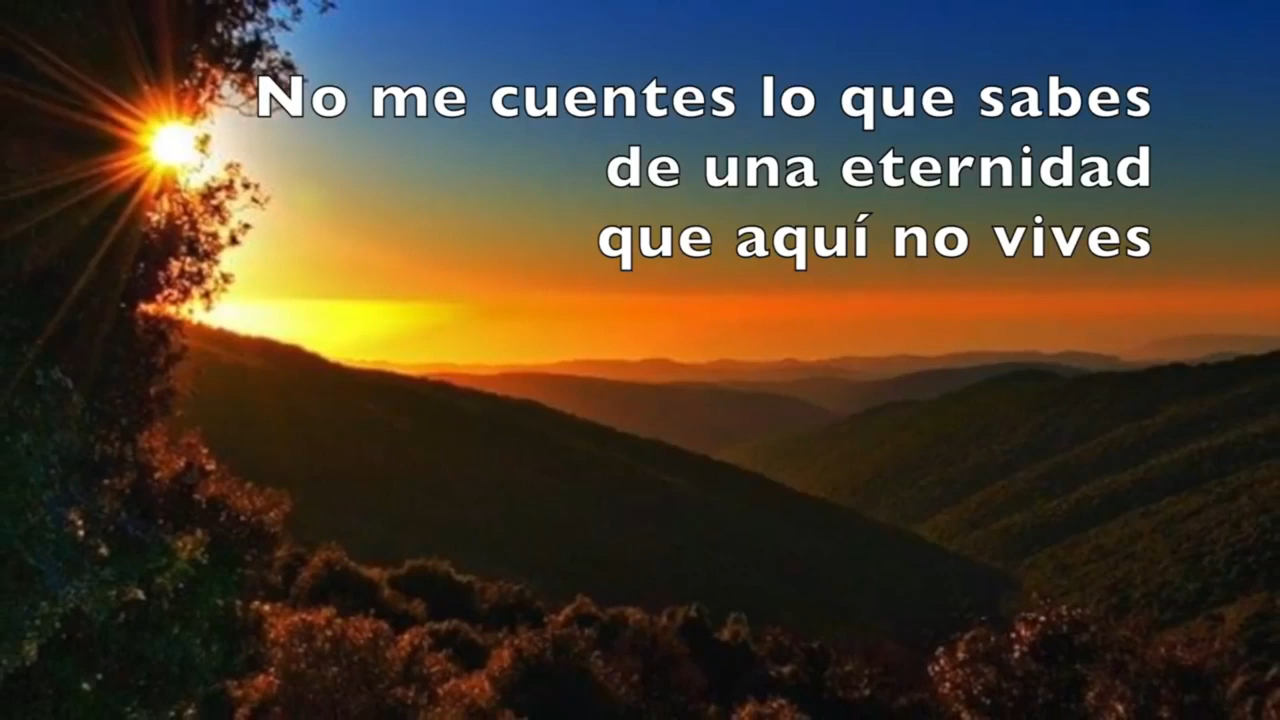 No me cuentes lo que sabes
de una eternidad
que aquí no vives